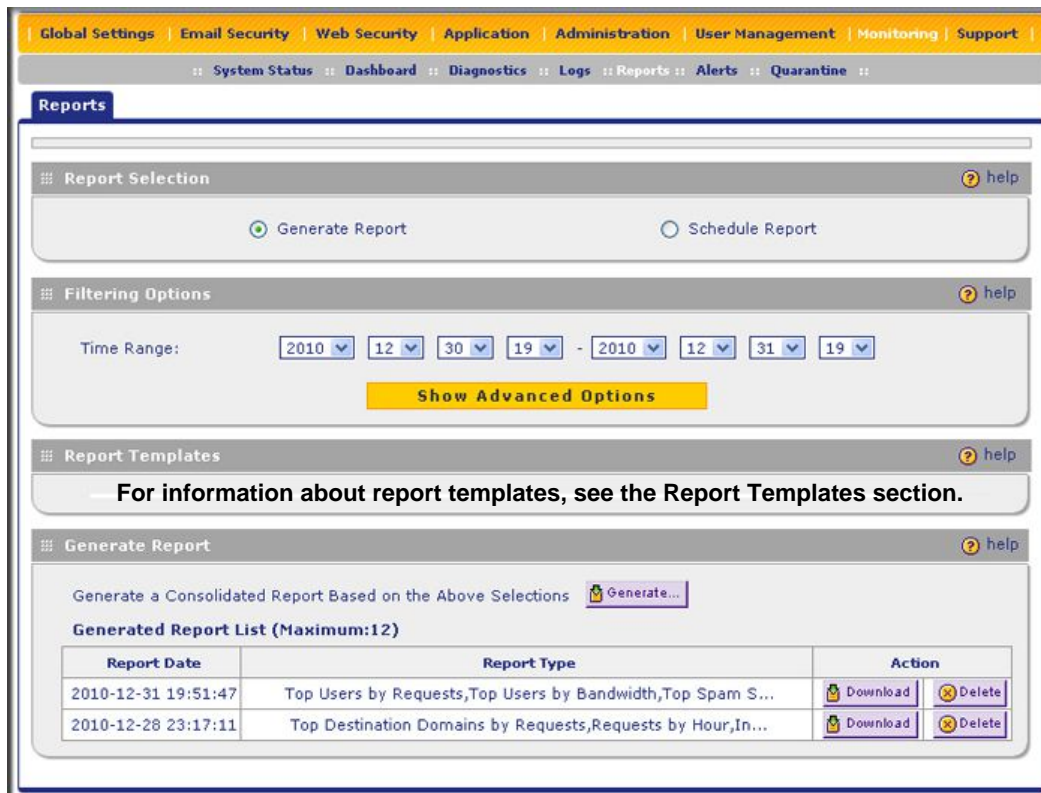 | Global Settings | Email Security | Web Security | Application | Administration | User Management | Monitoring | Support |
:: System Status :: Dashboard :: Diagnostics :: Logs :: Reports :: Alerts :: Quarantine ::
Reports
Report Selection ? help
Generate Report Schedule Report
Filtering Options ? help
Time Range: 2010 12 30 19 - 2010 12 31 19
Show Advanced Options
Report Templates ? help
For information about report templates, see the Report Templates section.
Generate Report ? help
Generate a Consolidated Report Based on the Above Selections Generate...
Generated Report List (Maximum:12)
Report Date Report Type Action
2010-12-31 19:51:47 Top Users by Requests,Top Users by Bandwidth,Top Spam S... Download Delete
2010-12-28 23:17:11 Top Destination Domains by Requests,Requests by Hour,In... Download Delete